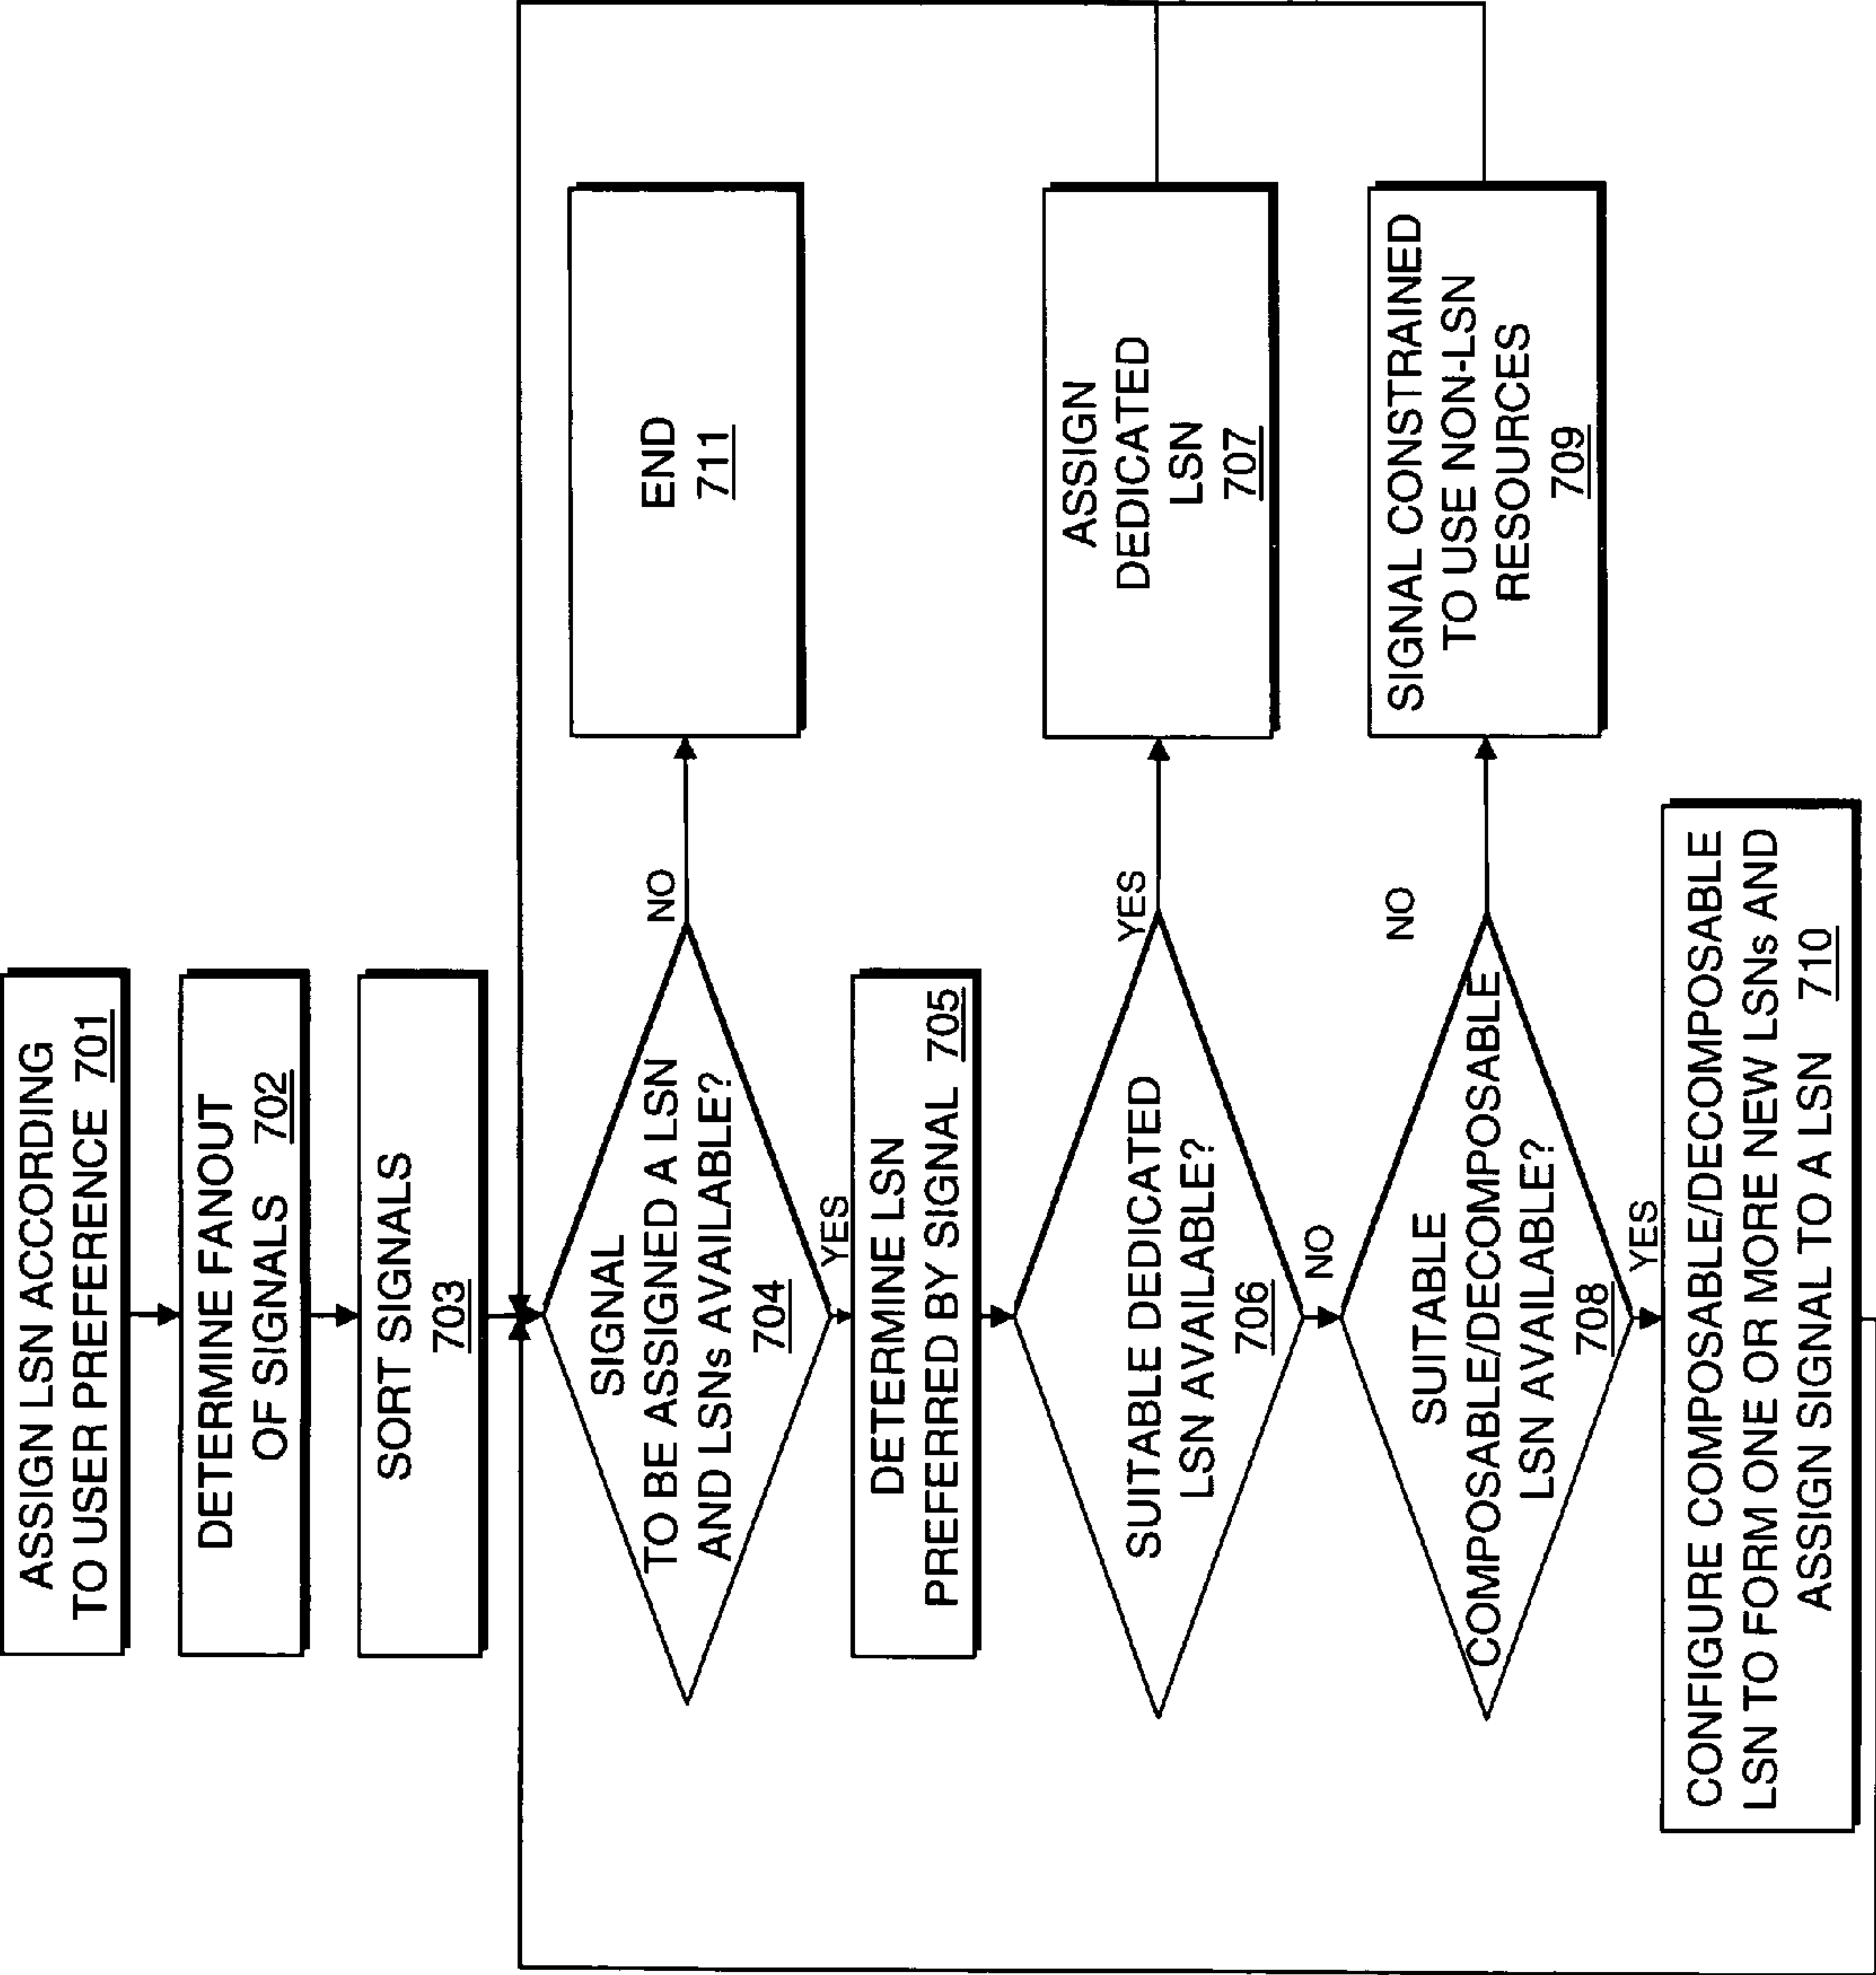 ASSIGN LSN ACCORDING
TO USER PREFERENCE 701
DETERMINE FANOUT
OF SIGNALS 702
SORT SIGNALS
703
SIGNAL
TO BE ASSIGNED A LSN
AND LSNs AVAILABLE?
704
NO
END
711
YES
DETERMINE LSN
PREFERRED BY SIGNAL 705
SUITABLE DEDICATED
LSN AVAILABLE?
706
YES
ASSIGN
DEDICATED
LSN
707
NO
SUITABLE
COMPOSABLE/DECOMPOSABLE
LSN AVAILABLE?
708
NO
SIGNAL CONSTRAINED
TO USE NON-LSN
RESOURCES
709
YES
CONFIGURE COMPOSABLE/DECOMPOSABLE
LSN TO FORM ONE OR MORE NEW LSNs AND
ASSIGN SIGNAL TO A LSN 710